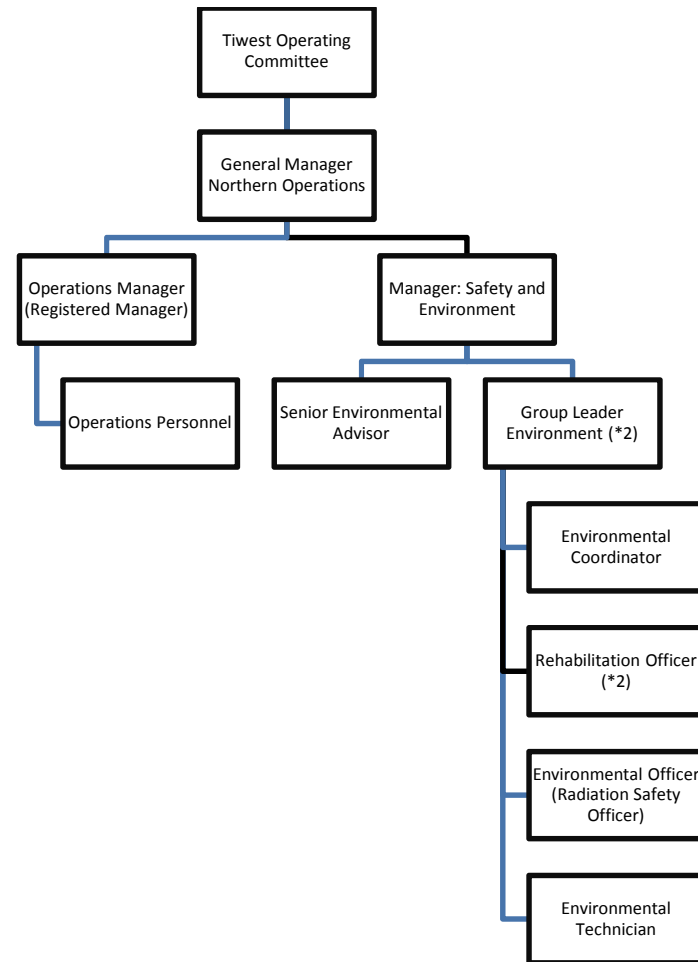 Tiwest Operating
Committee
General Manager
Northern Operations
Operations Manager
(Registered Manager)
Manager: Safety and
Environment
Operations Personnel
Senior Environmental
Advisor
Group Leader
Environment (*2)
Environmental
Coordinator
Rehabilitation Officer
(*2)
Environmental Officer
(Radiation Safety
Officer)
Environmental
Technician